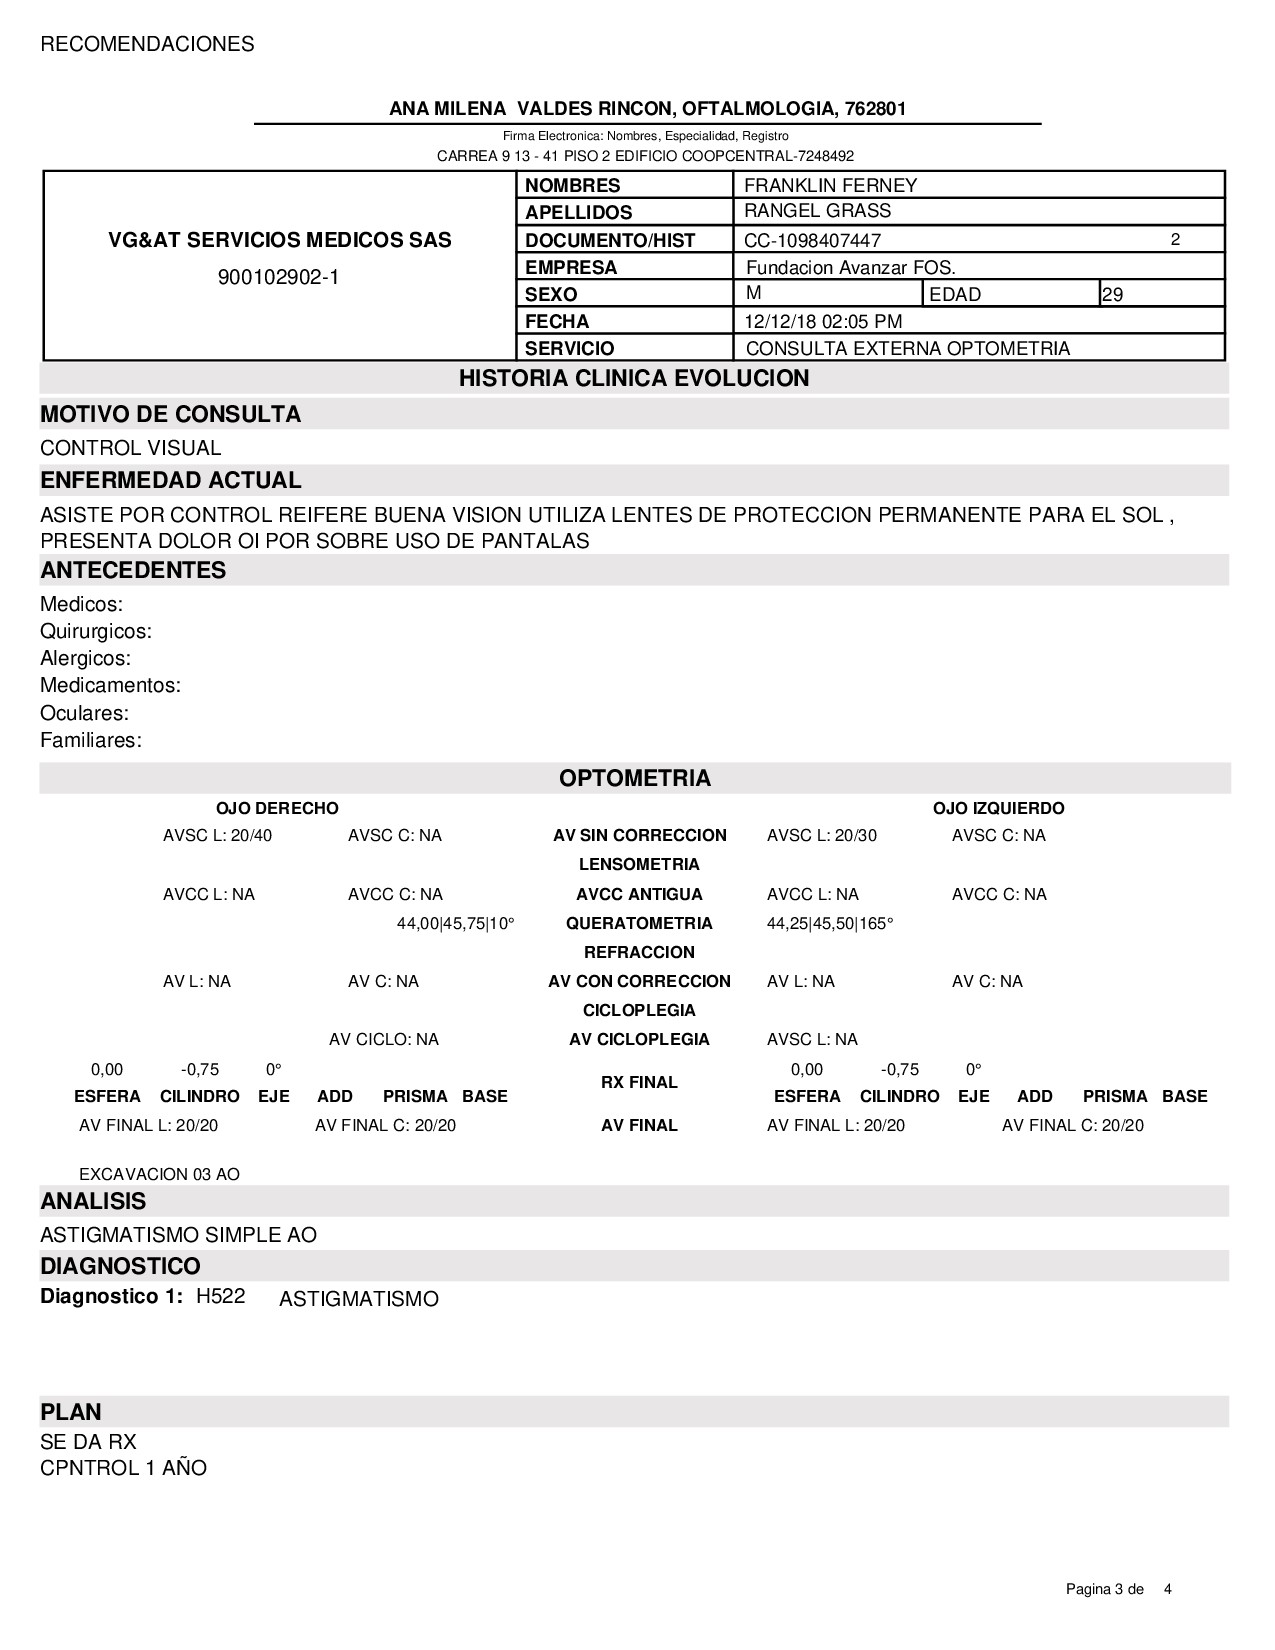 RECOMENDACIONES
ANA MILENA  VALDES RINCON, OFTALMOLOGIA, 762801
Firma Electronica: Nombres, Especialidad, Registro
CARREA 9 13 - 41 PISO 2 EDIFICIO COOPCENTRAL-7248492
VG&AT SERVICIOS MEDICOS SAS
900102902-1
NOMBRES FRANKLIN FERNEY
APELLIDOS RANGEL GRASS
DOCUMENTO/HIST CC-1098407447 2
EMPRESA Fundacion Avanzar FOS.
SEXO M EDAD 29
FECHA 12/12/18 02:05 PM
SERVICIO CONSULTA EXTERNA OPTOMETRIA
HISTORIA CLINICA EVOLUCION
MOTIVO DE CONSULTA
CONTROL VISUAL
ENFERMEDAD ACTUAL
ASISTE POR CONTROL REIFERE BUENA VISION UTILIZA LENTES DE PROTECCION PERMANENTE PARA EL SOL ,
PRESENTA DOLOR OI POR SOBRE USO DE PANTALAS
ANTECEDENTES
Medicos:
Quirurgicos:
Alergicos:
Medicamentos:
Oculares:
Familiares:
OPTOMETRIA
OJO DERECHO OJO IZQUIERDO
AVSC L: 20/40 AVSC C: NA AV SIN CORRECCION AVSC L: 20/30 AVSC C: NA
LENSOMETRIA
AVCC L: NA AVCC C: NA AVCC ANTIGUA AVCC L: NA AVCC C: NA
44,00|45,75|10° QUERATOMETRIA 44,25|45,50|165°
REFRACCION
AV L: NA AV C: NA AV CON CORRECCION AV L: NA AV C: NA
CICLOPLEGIA
AV CICLO: NA AV CICLOPLEGIA AVSC L: NA
0,00 -0,75 0° 0,00 -0,75 0°
RX FINAL
ESFERA CILINDRO EJE ADD PRISMA BASE ESFERA CILINDRO EJE ADD PRISMA BASE
AV FINAL L: 20/20 AV FINAL C: 20/20 AV FINAL AV FINAL L: 20/20 AV FINAL C: 20/20
EXCAVACION 03 AO
ANALISIS
ASTIGMATISMO SIMPLE AO
DIAGNOSTICO
Diagnostico 1: H522 ASTIGMATISMO
PLAN
SE DA RX
CPNTROL 1 AÑO
Pagina 3 de 4